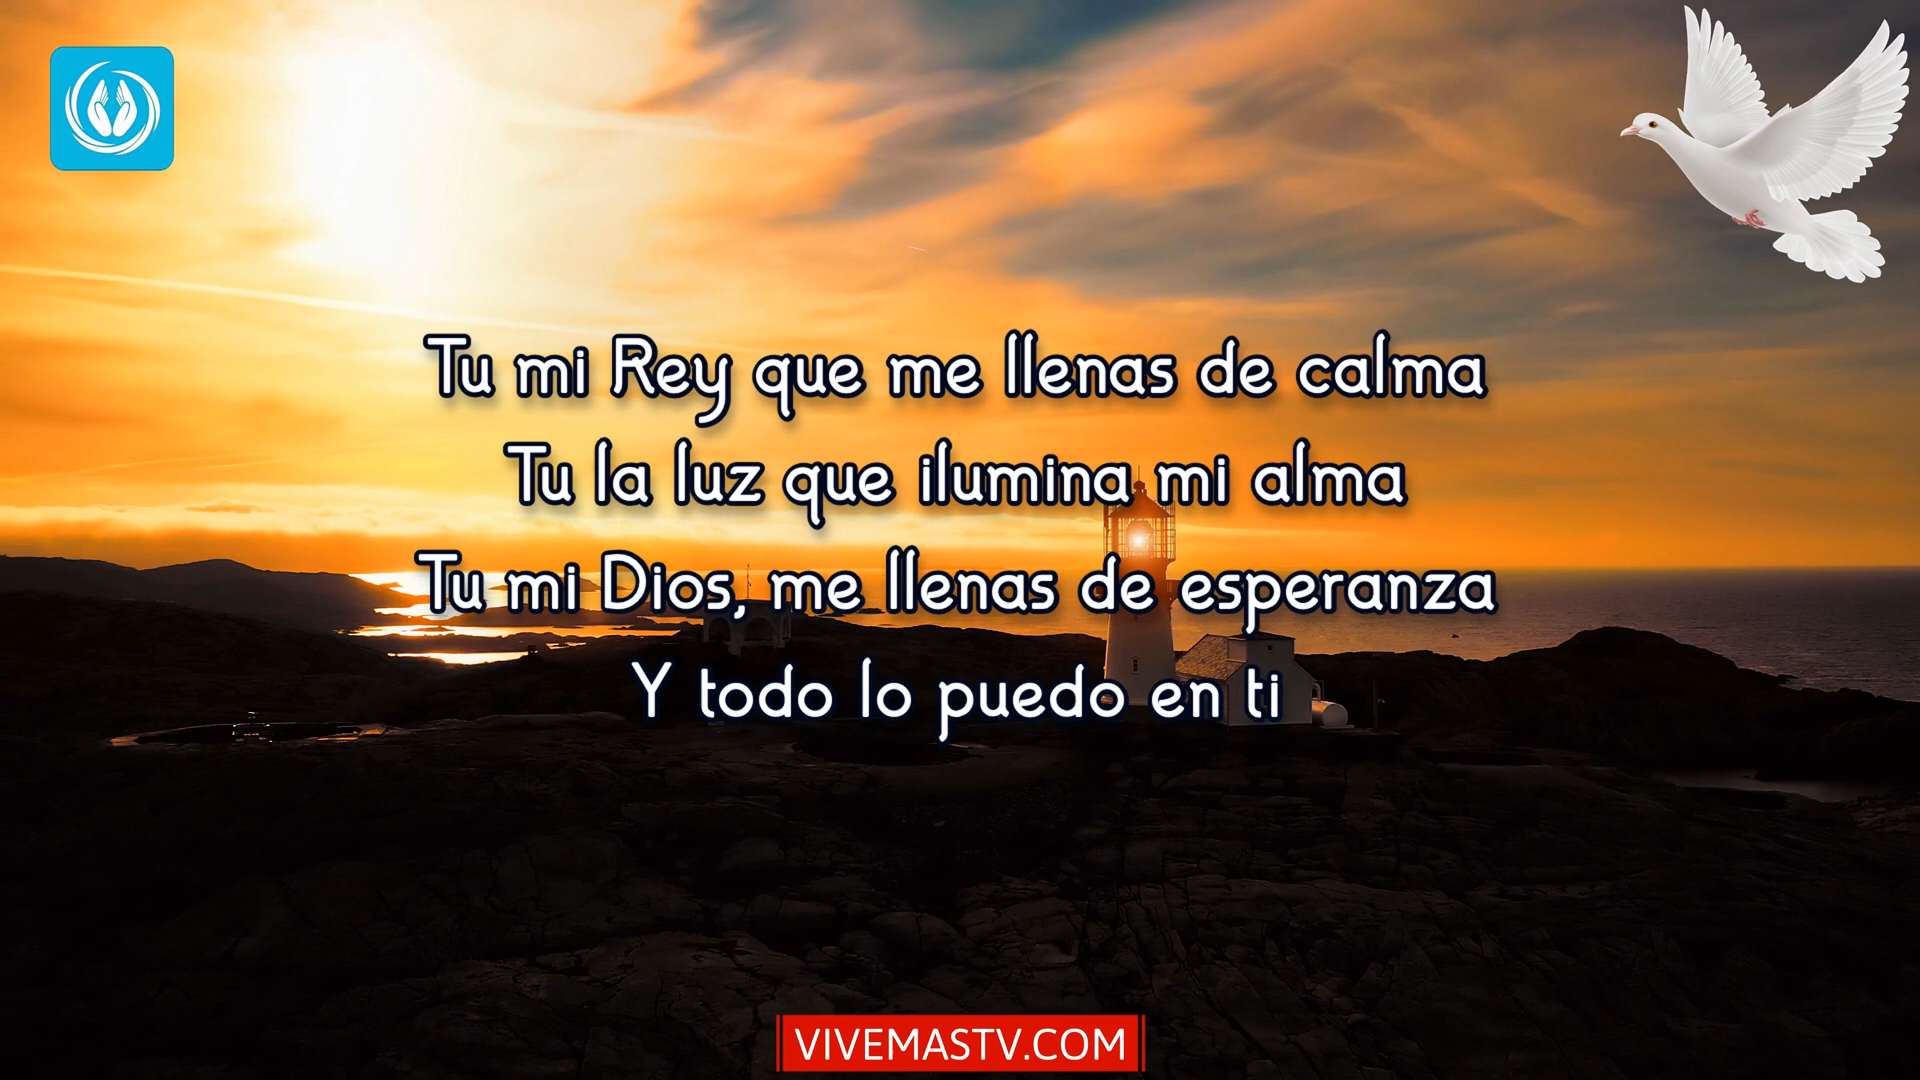 Tu mi Rey que me llenas de calma
Tu la luz que ilumina mi alma
Tu mi Dios, me llenas de esperanza
Y todo lo puedo en ti
VIVEMASTV.COM